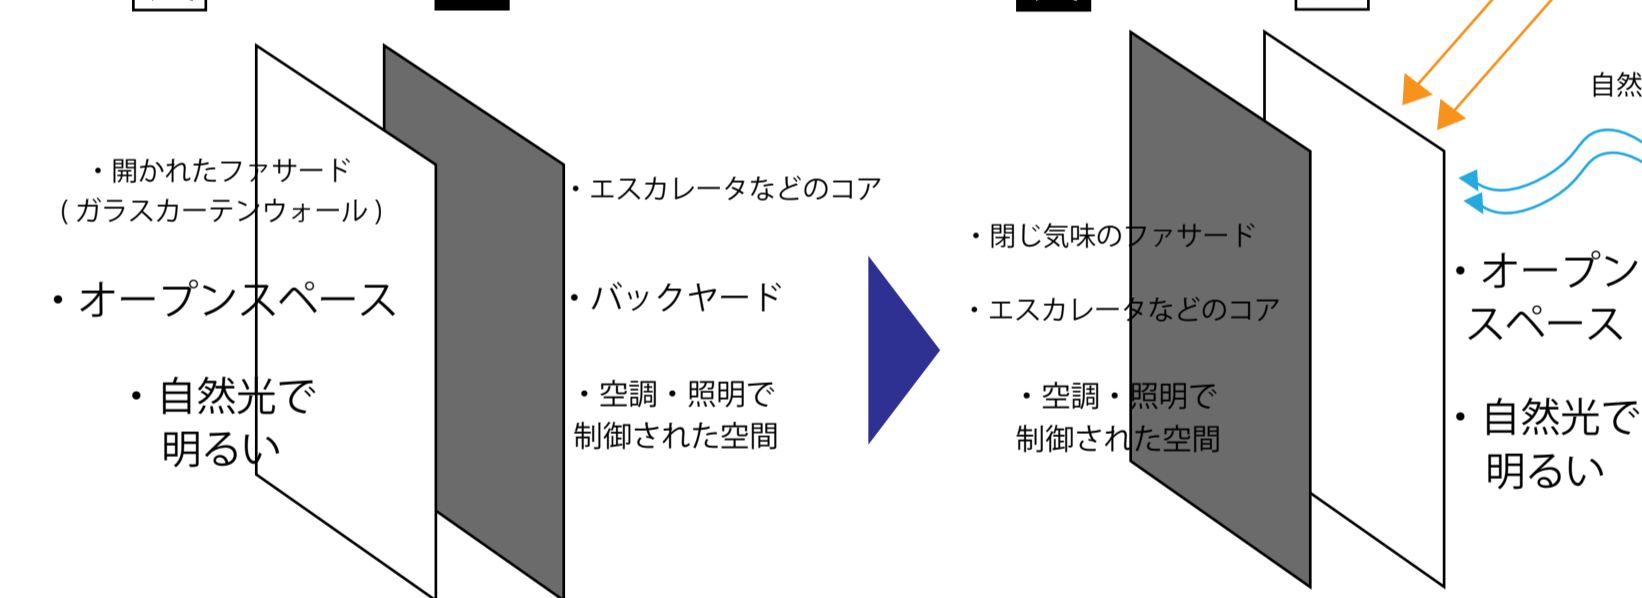 ・開かれたファサード
( ガラスカーテンウォール )
・オープンスペース
・自然光で
明るい
・エスカレータなどのコア
・バックヤード
・空調・照明で
制御された空間
・閉じ気味のファサード
・エスカレータなどのコア
・空調・照明で
制御された空間
自然
・オープン
スペース
・自然光で
明るい